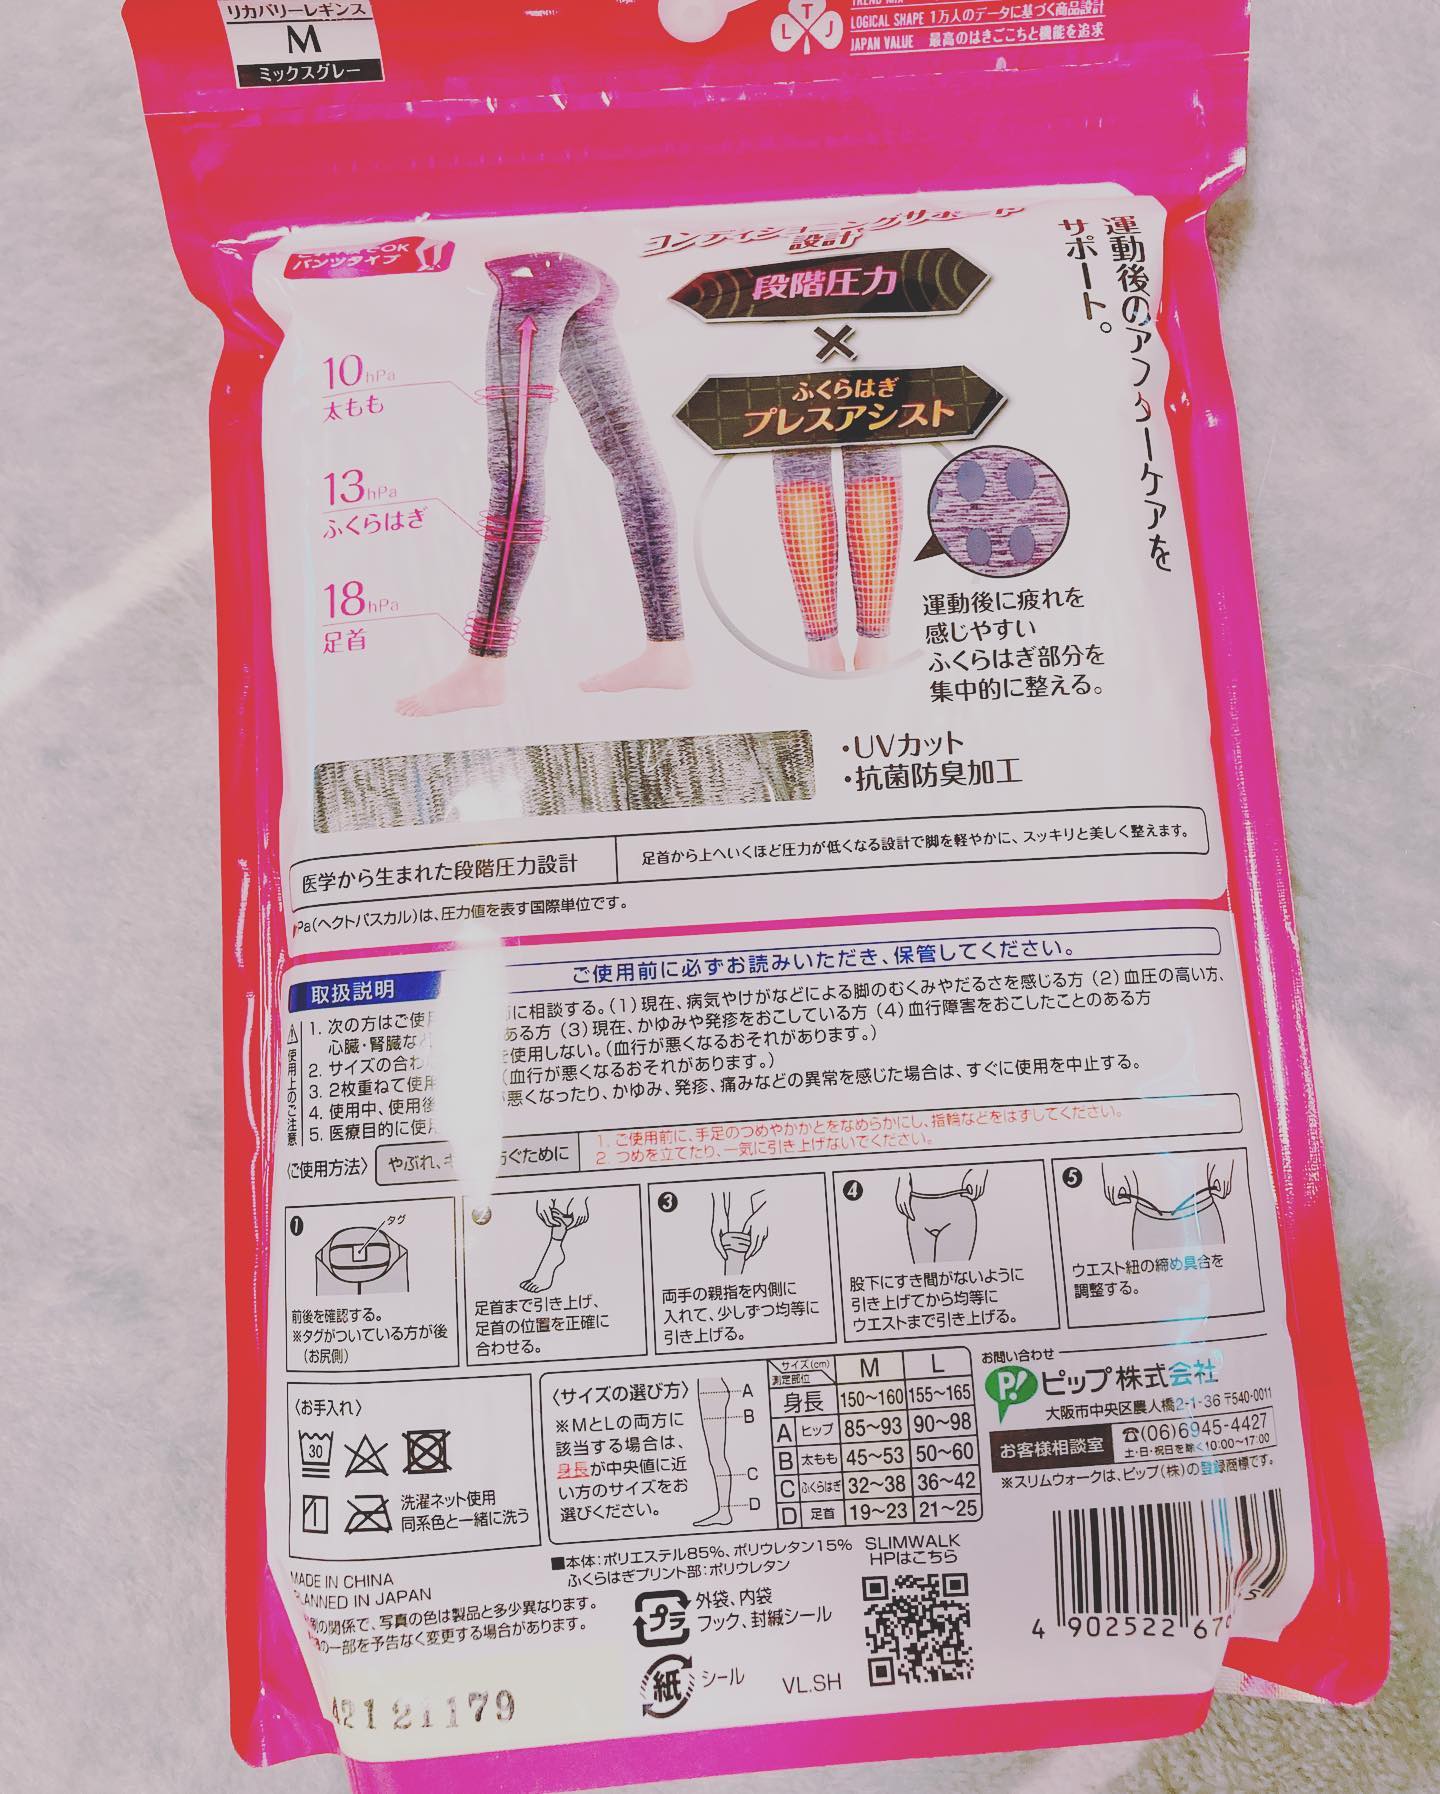 リカバリーレギンス
M
ミックスグレー
L T J
LOGICAL SHAPE 1万人のデータに基づく商品設計
JAPAN VALUE 最高のはきごこちと機能を追求
OK
パンツタイプ
コンディショニングサポート
設計
段階圧力
×
ふくらはぎ
プレスアシスト
運動後のアフターケアを
サポート。
10hPa
太もも
13hPa
ふくらはぎ
18hPa
足首
運動後に疲れを
感じやすい
ふくらはぎ部分を
集中的に整える。
・UVカット
・抗菌防臭加工
医学から生まれた段階圧力設計
足首から上へいくほど圧力が低くなる設計で脚を軽やかに、スッキリと美しく整えます。
Pa(ヘクトパスカル)は、圧力値を表す国際単位です。
取扱説明
ご使用前に必ずお読みいただき、保管してください。
使用上のご注意
1. 次の方はご使用 に相談する。(1)現在、病気やけがなどによる脚のむくみやだるさを感じる方 (2)血圧の高い方、
心臓・腎臓など ある方 (3)現在、かゆみや発疹をおこしている方 (4)血行障害をおこしたことのある方
2. サイズの合わ 使用しない。(血行が悪くなるおそれがあります。)
3. 2枚重ねて使用 (血行が悪くなるおそれがあります。)
4. 使用中、使用後 悪くなったり、かゆみ、発疹、痛みなどの異常を感じた場合は、すぐに使用を中止する。
5. 医療目的に使用
〈ご使用方法〉
やぶれ、 ぐために
1. ご使用前に、手足のつめやかかとをなめらかにし、指輪などをはずしてください。
2. つめを立てたり、一気に引き上げないでください。
1
タグ
前後を確認する。
※タグがついている方が後
(お尻側)
2
足首まで引き上げ、
足首の位置を正確に
合わせる。
3
両手の親指を内側に
入れて、少しずつ均等に
引き上げる。
4
股下にすき間がないように
引き上げてから均等に
ウエストまで引き上げる。
5
ウエスト紐の締め具合を
調整する。
〈お手入れ〉
30
洗濯ネット使用
同系色と一緒に洗う
〈サイズの選び方〉
※MとLの両方に
該当する場合は、
身長が中央値に近
い方のサイズをお
選びください。
A
B
C
D
サイズ(cm) 測定部位 M L
身長 150〜160 155〜165
A ヒップ 85〜93 90〜98
B 太もも 45〜53 50〜60
C ふくらはぎ 32〜38 36〜42
D 足首 19〜23 21〜25
お問い合わせ
P! ピップ株式会社
大阪市中央区農人橋2-1-36 〒540-0011
お客様相談室
☎(06)6945-4427
土・日・祝日を除く10:00〜17:00
※スリムウォークは、ピップ(株)の登録商標です。
MADE IN CHINA
PLANNED IN JAPAN
の関係で、写真の色は製品と多少異なります。
の一部を予告なく変更する場合があります。
■本体:ポリエステル85%、ポリウレタン15%
ふくらはぎプリント部:ポリウレタン
プラ
外袋、内袋
フック、封緘シール
紙
シール
VL.SH
SLIMWALK
HPはこちら
4 902522 67
2121179